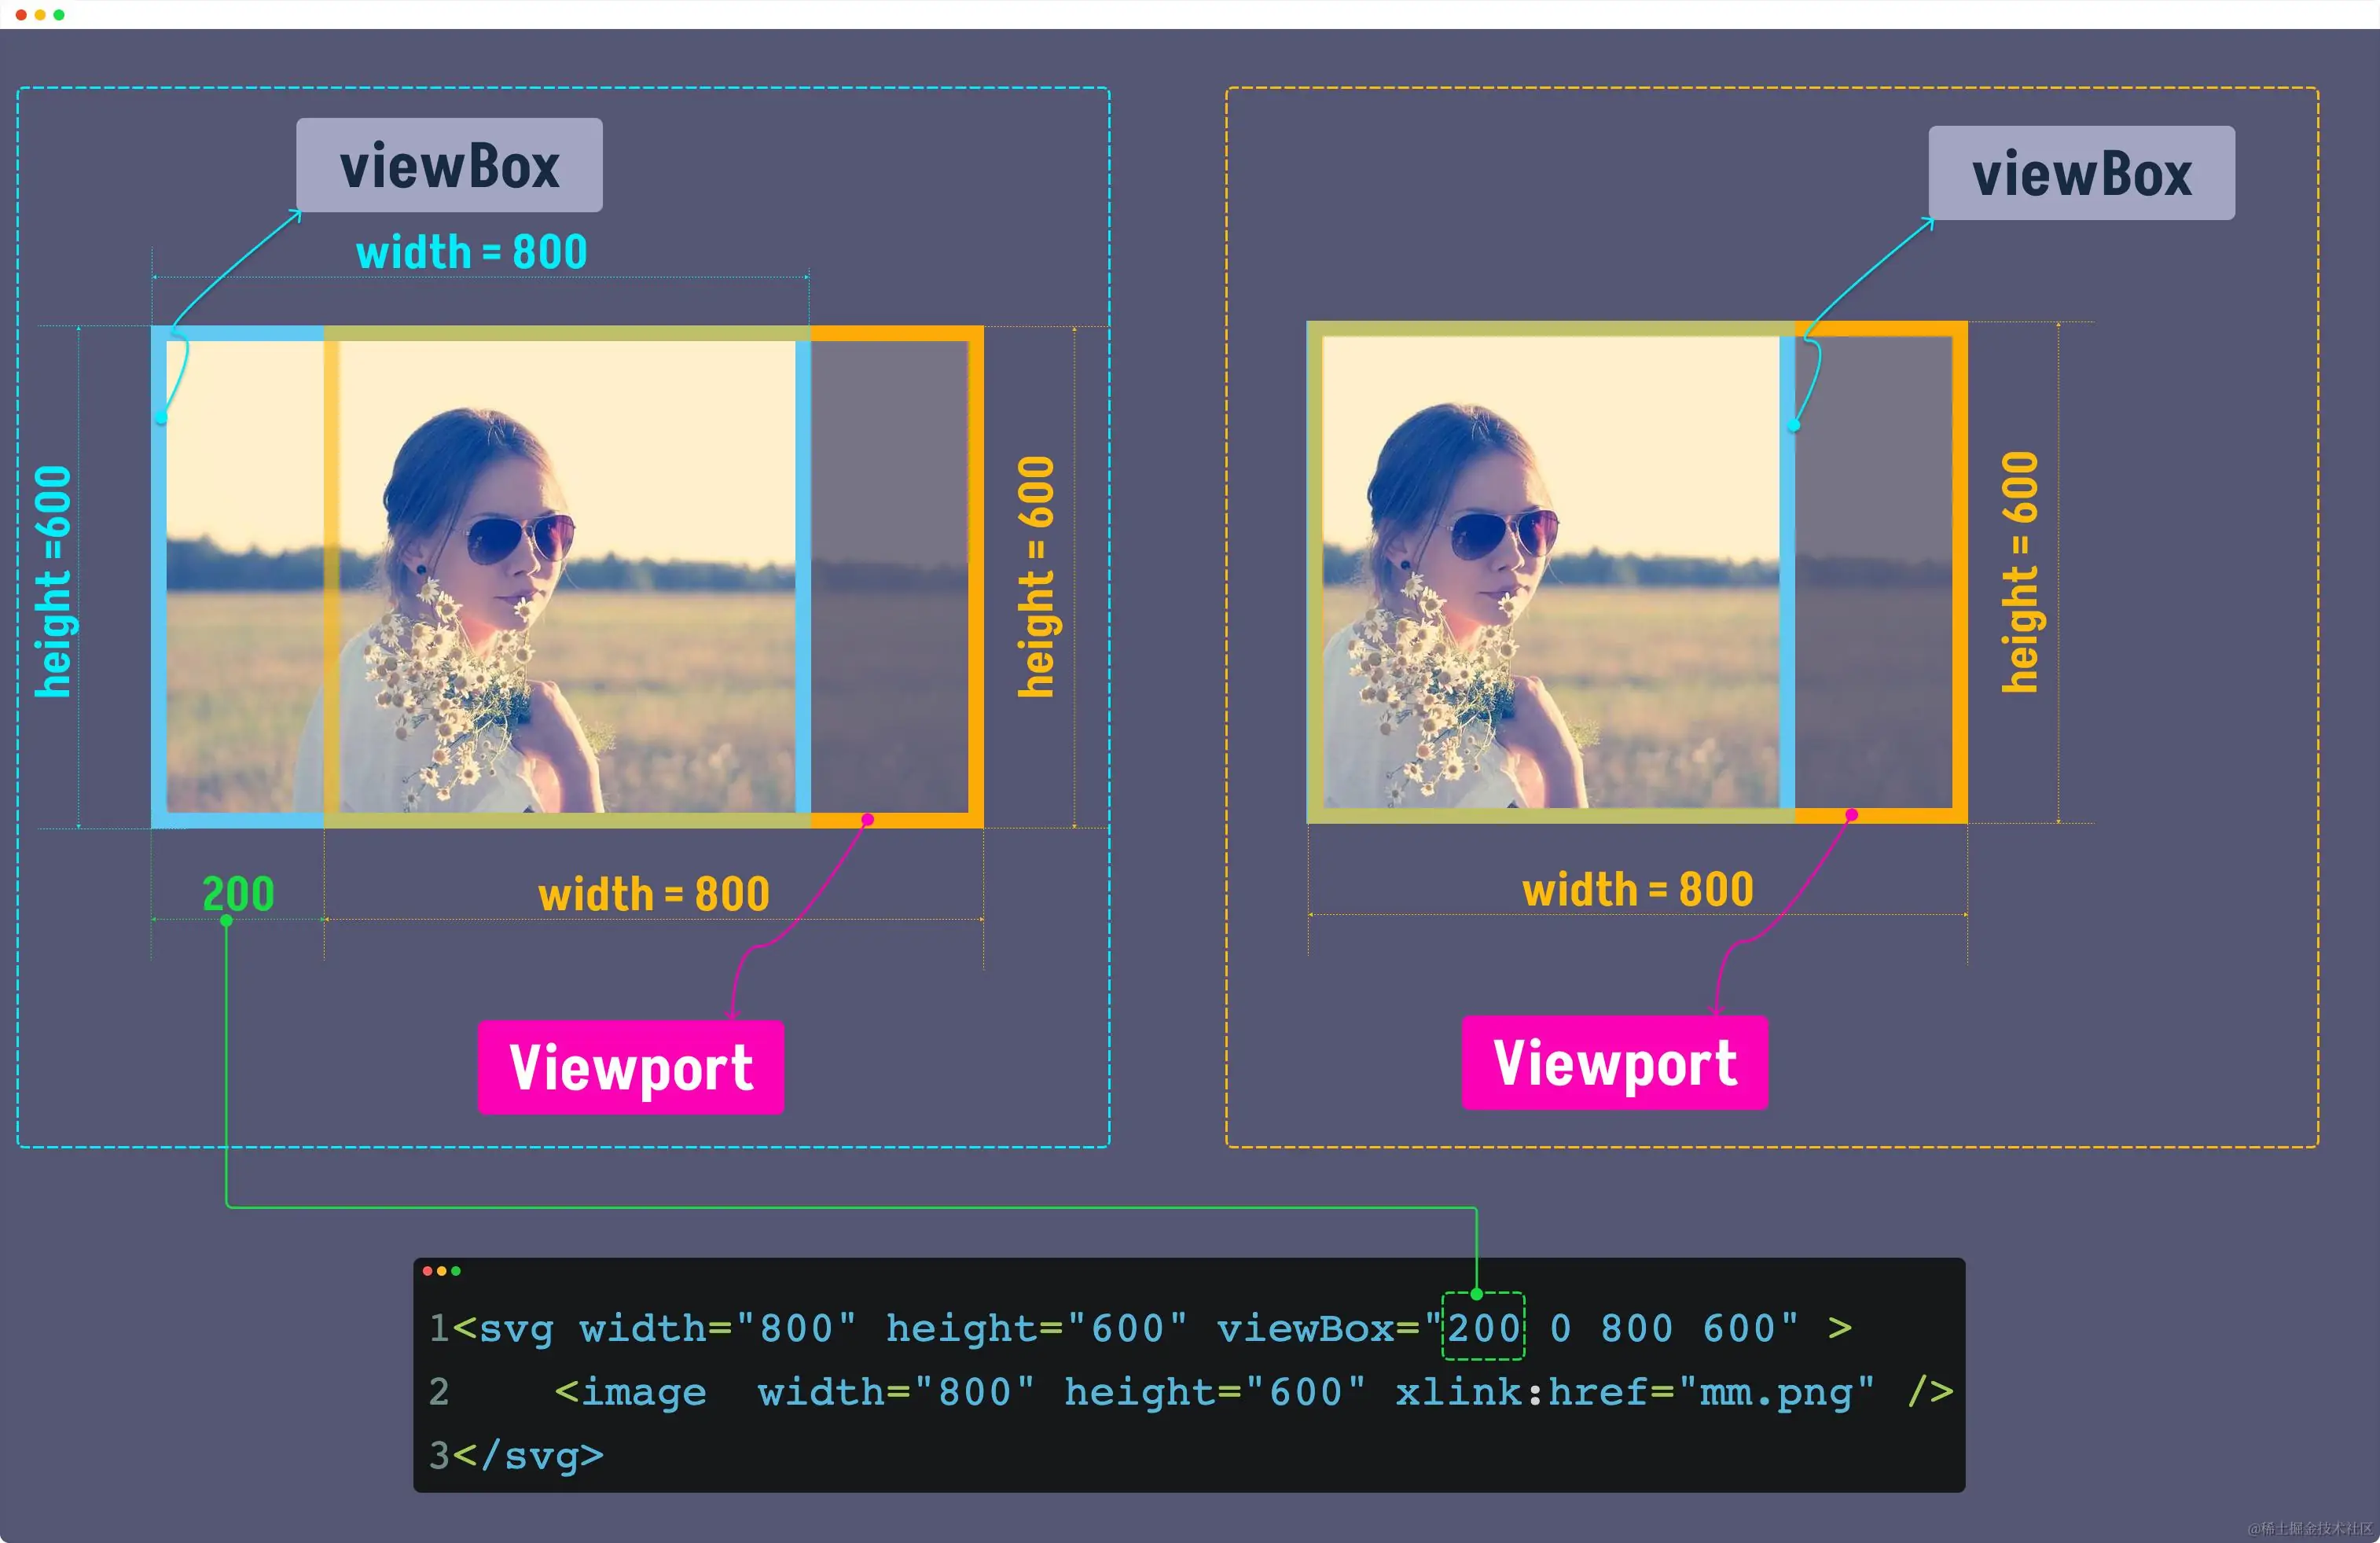 viewBox
width = 800
height =600
height = 600
200
width = 800
Viewport
viewBox
height = 600
width = 800
Viewport
1<svg width="800" height="600" viewBox="200 0 800 600" >
2    <image  width="800" height="600" xlink:href="mm.png" />
3</svg>
@稀土掘金技术社区